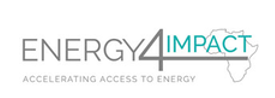 ENERGY4IMPACT
ACCELERATING ACCESS TO ENERGY